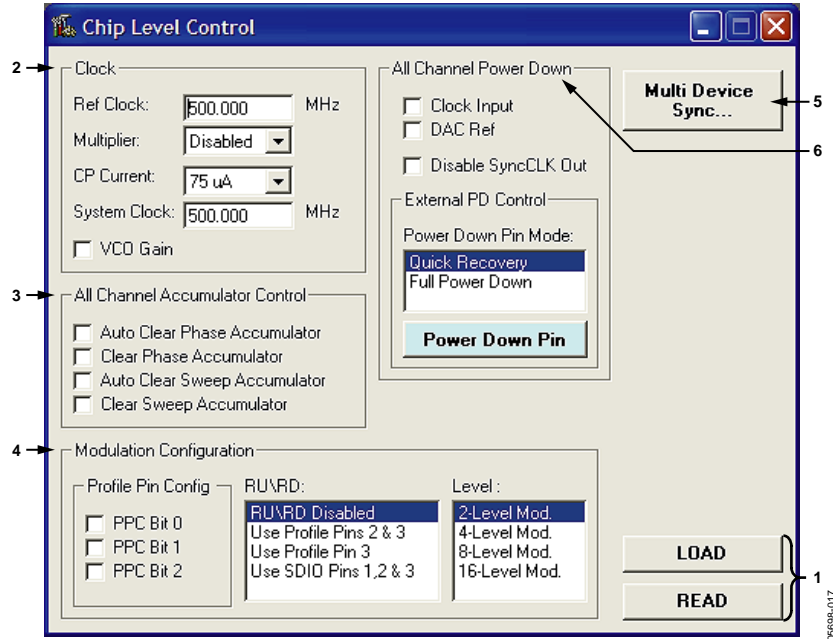 Chip Level Control
2
Clock
Ref Clock: 500.000 MHz
Multiplier: Disabled
CP Current: 75 uA
System Clock: 500.000 MHz
VCO Gain
All Channel Power Down
Clock Input
DAC Ref
Disable SyncCLK Out
External PD Control
Power Down Pin Mode:
Quick Recovery
Full Power Down
Power Down Pin
Multi Device
Sync...
5
6
3
All Channel Accumulator Control
Auto Clear Phase Accumulator
Clear Phase Accumulator
Auto Clear Sweep Accumulator
Clear Sweep Accumulator
4
Modulation Configuration
Profile Pin Config
PPC Bit 0
PPC Bit 1
PPC Bit 2
RU\RD:
RU\RD Disabled
Use Profile Pins 2 & 3
Use Profile Pin 3
Use SDIO Pins 1,2 & 3
Level :
2-Level Mod.
4-Level Mod.
8-Level Mod.
16-Level Mod.
LOAD
READ
1
05698-017